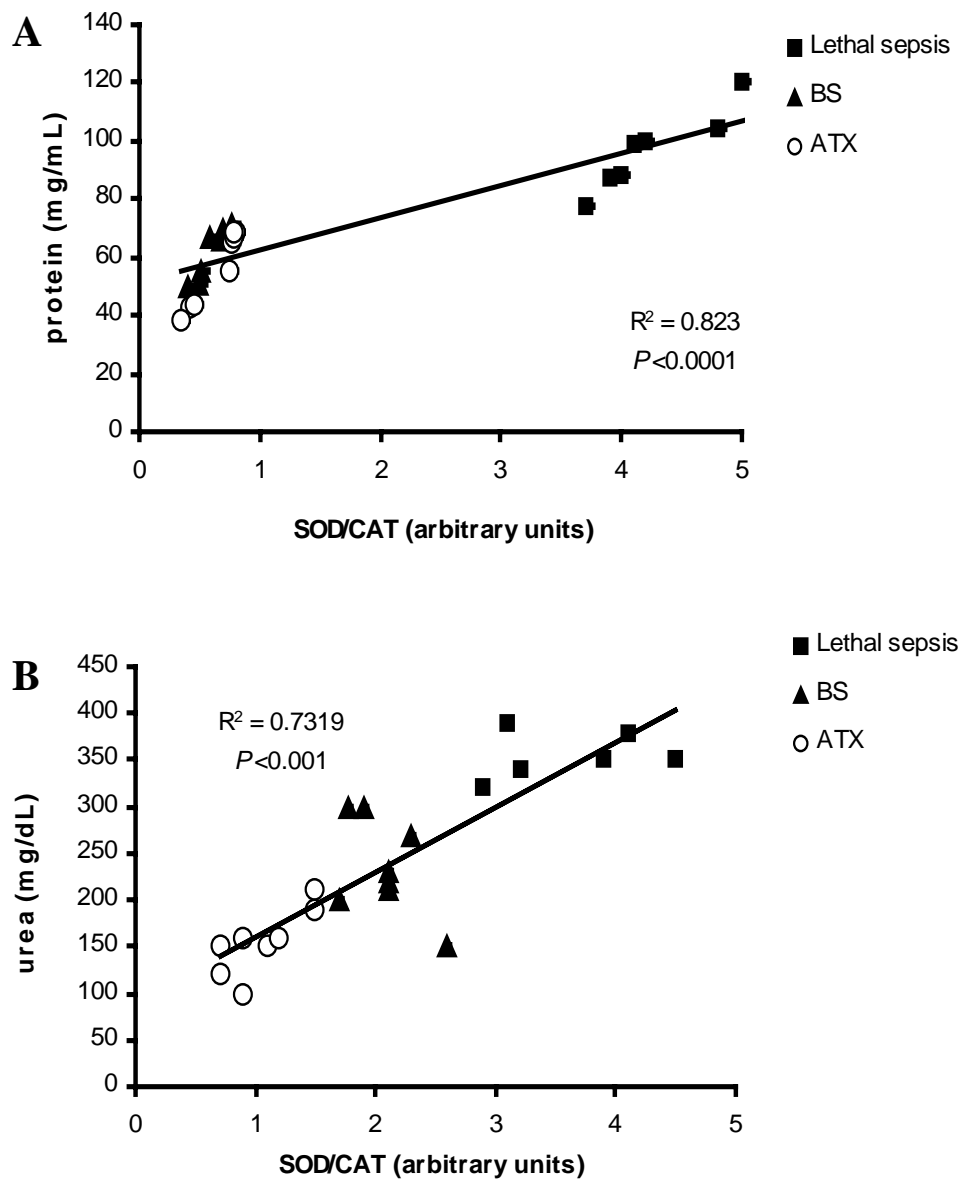 A
140
120
100
80
60
40
20
0
protein (mg/mL)
0 1 2 3 4 5
SOD/CAT (arbitrary units)
R² = 0.823
P<0.0001
Lethal sepsis
BS
ATX
B
450
400
350
300
250
200
150
100
50
0
urea (mg/dL)
0 1 2 3 4 5
SOD/CAT (arbitrary units)
R² = 0.7319
P<0.001
Lethal sepsis
BS
ATX